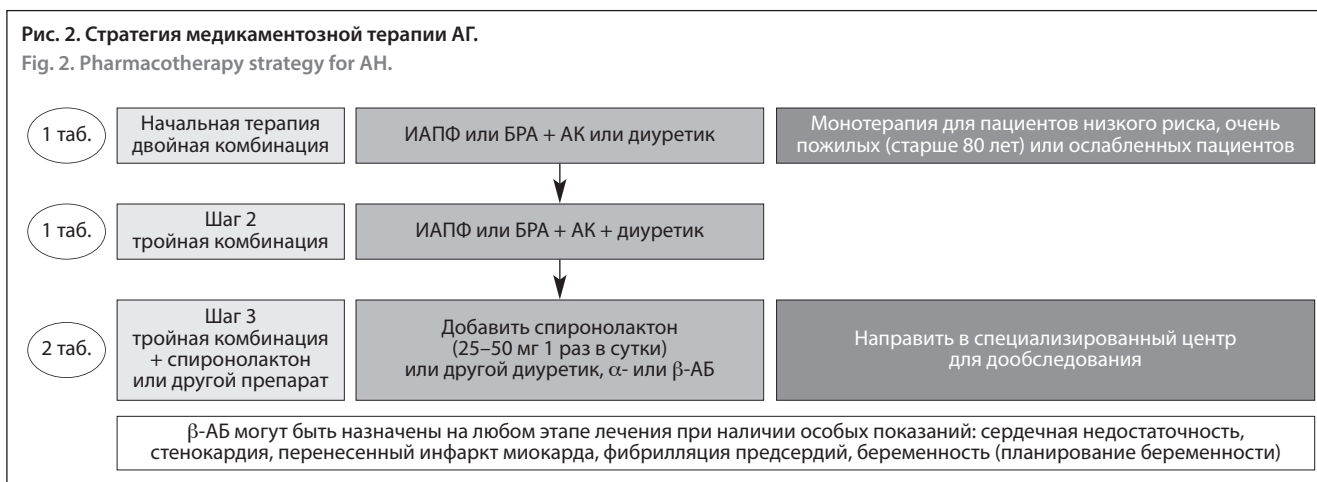 Рис. 2. Стратегия медикаментозной терапии АГ.
Fig. 2. Pharmacotherapy strategy for AH.
1 таб.
Начальная терапия
двойная комбинация
ИАПФ или БРА + АК или диуретик
Монотерапия для пациентов низкого риска, очень
пожилых (старше 80 лет) или ослабленных пациентов
1 таб.
Шаг 2
тройная комбинация
ИАПФ или БРА + АК + диуретик
2 таб.
Шаг 3
тройная комбинация
+ спиронолактон
или другой препарат
Добавить спиронолактон
(25–50 мг 1 раз в сутки)
или другой диуретик, α- или β-АБ
Направить в специализированный центр
для дообследования
β-АБ могут быть назначены на любом этапе лечения при наличии особых показаний: сердечная недостаточность,
стенокардия, перенесенный инфаркт миокарда, фибрилляция предсердий, беременность (планирование беременности)